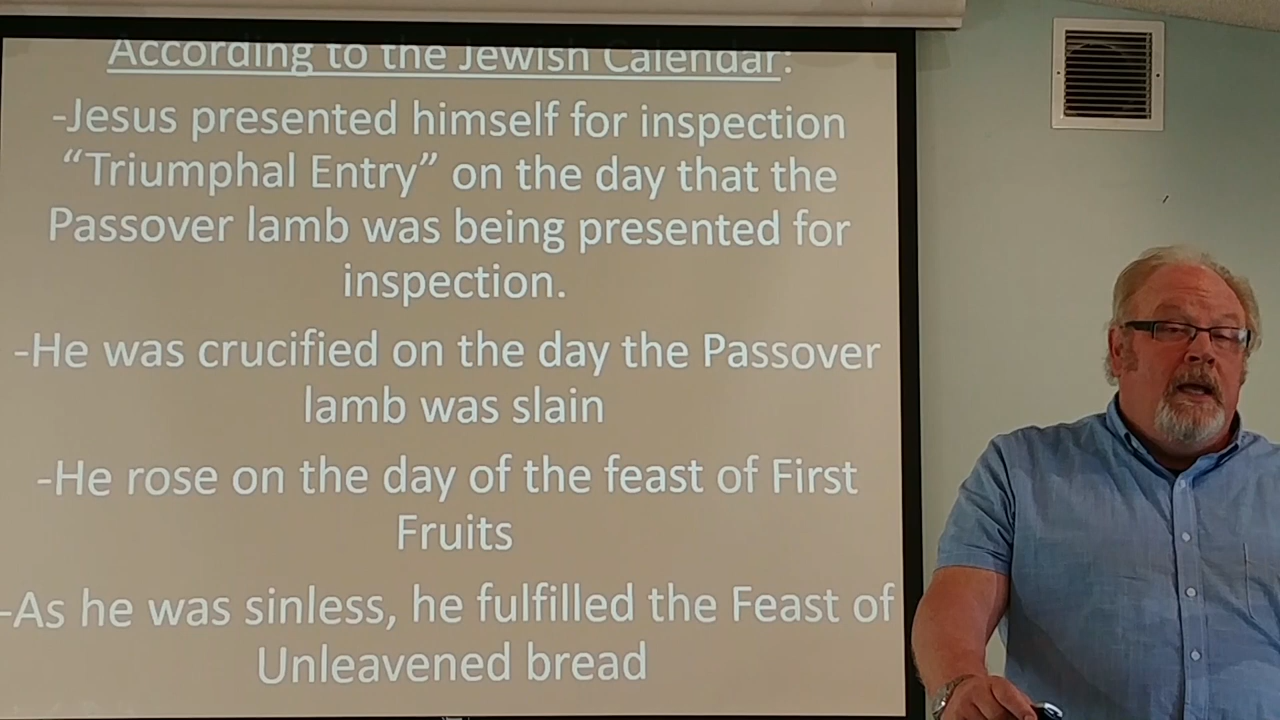 According to the Jewish Calendar:
-Jesus presented himself for inspection
“Triumphal Entry” on the day that the
Passover lamb was being presented for
inspection.
-He was crucified on the day the Passover
lamb was slain
-He rose on the day of the feast of First
Fruits
-As he was sinless, he fulfilled the Feast of
Unleavened bread